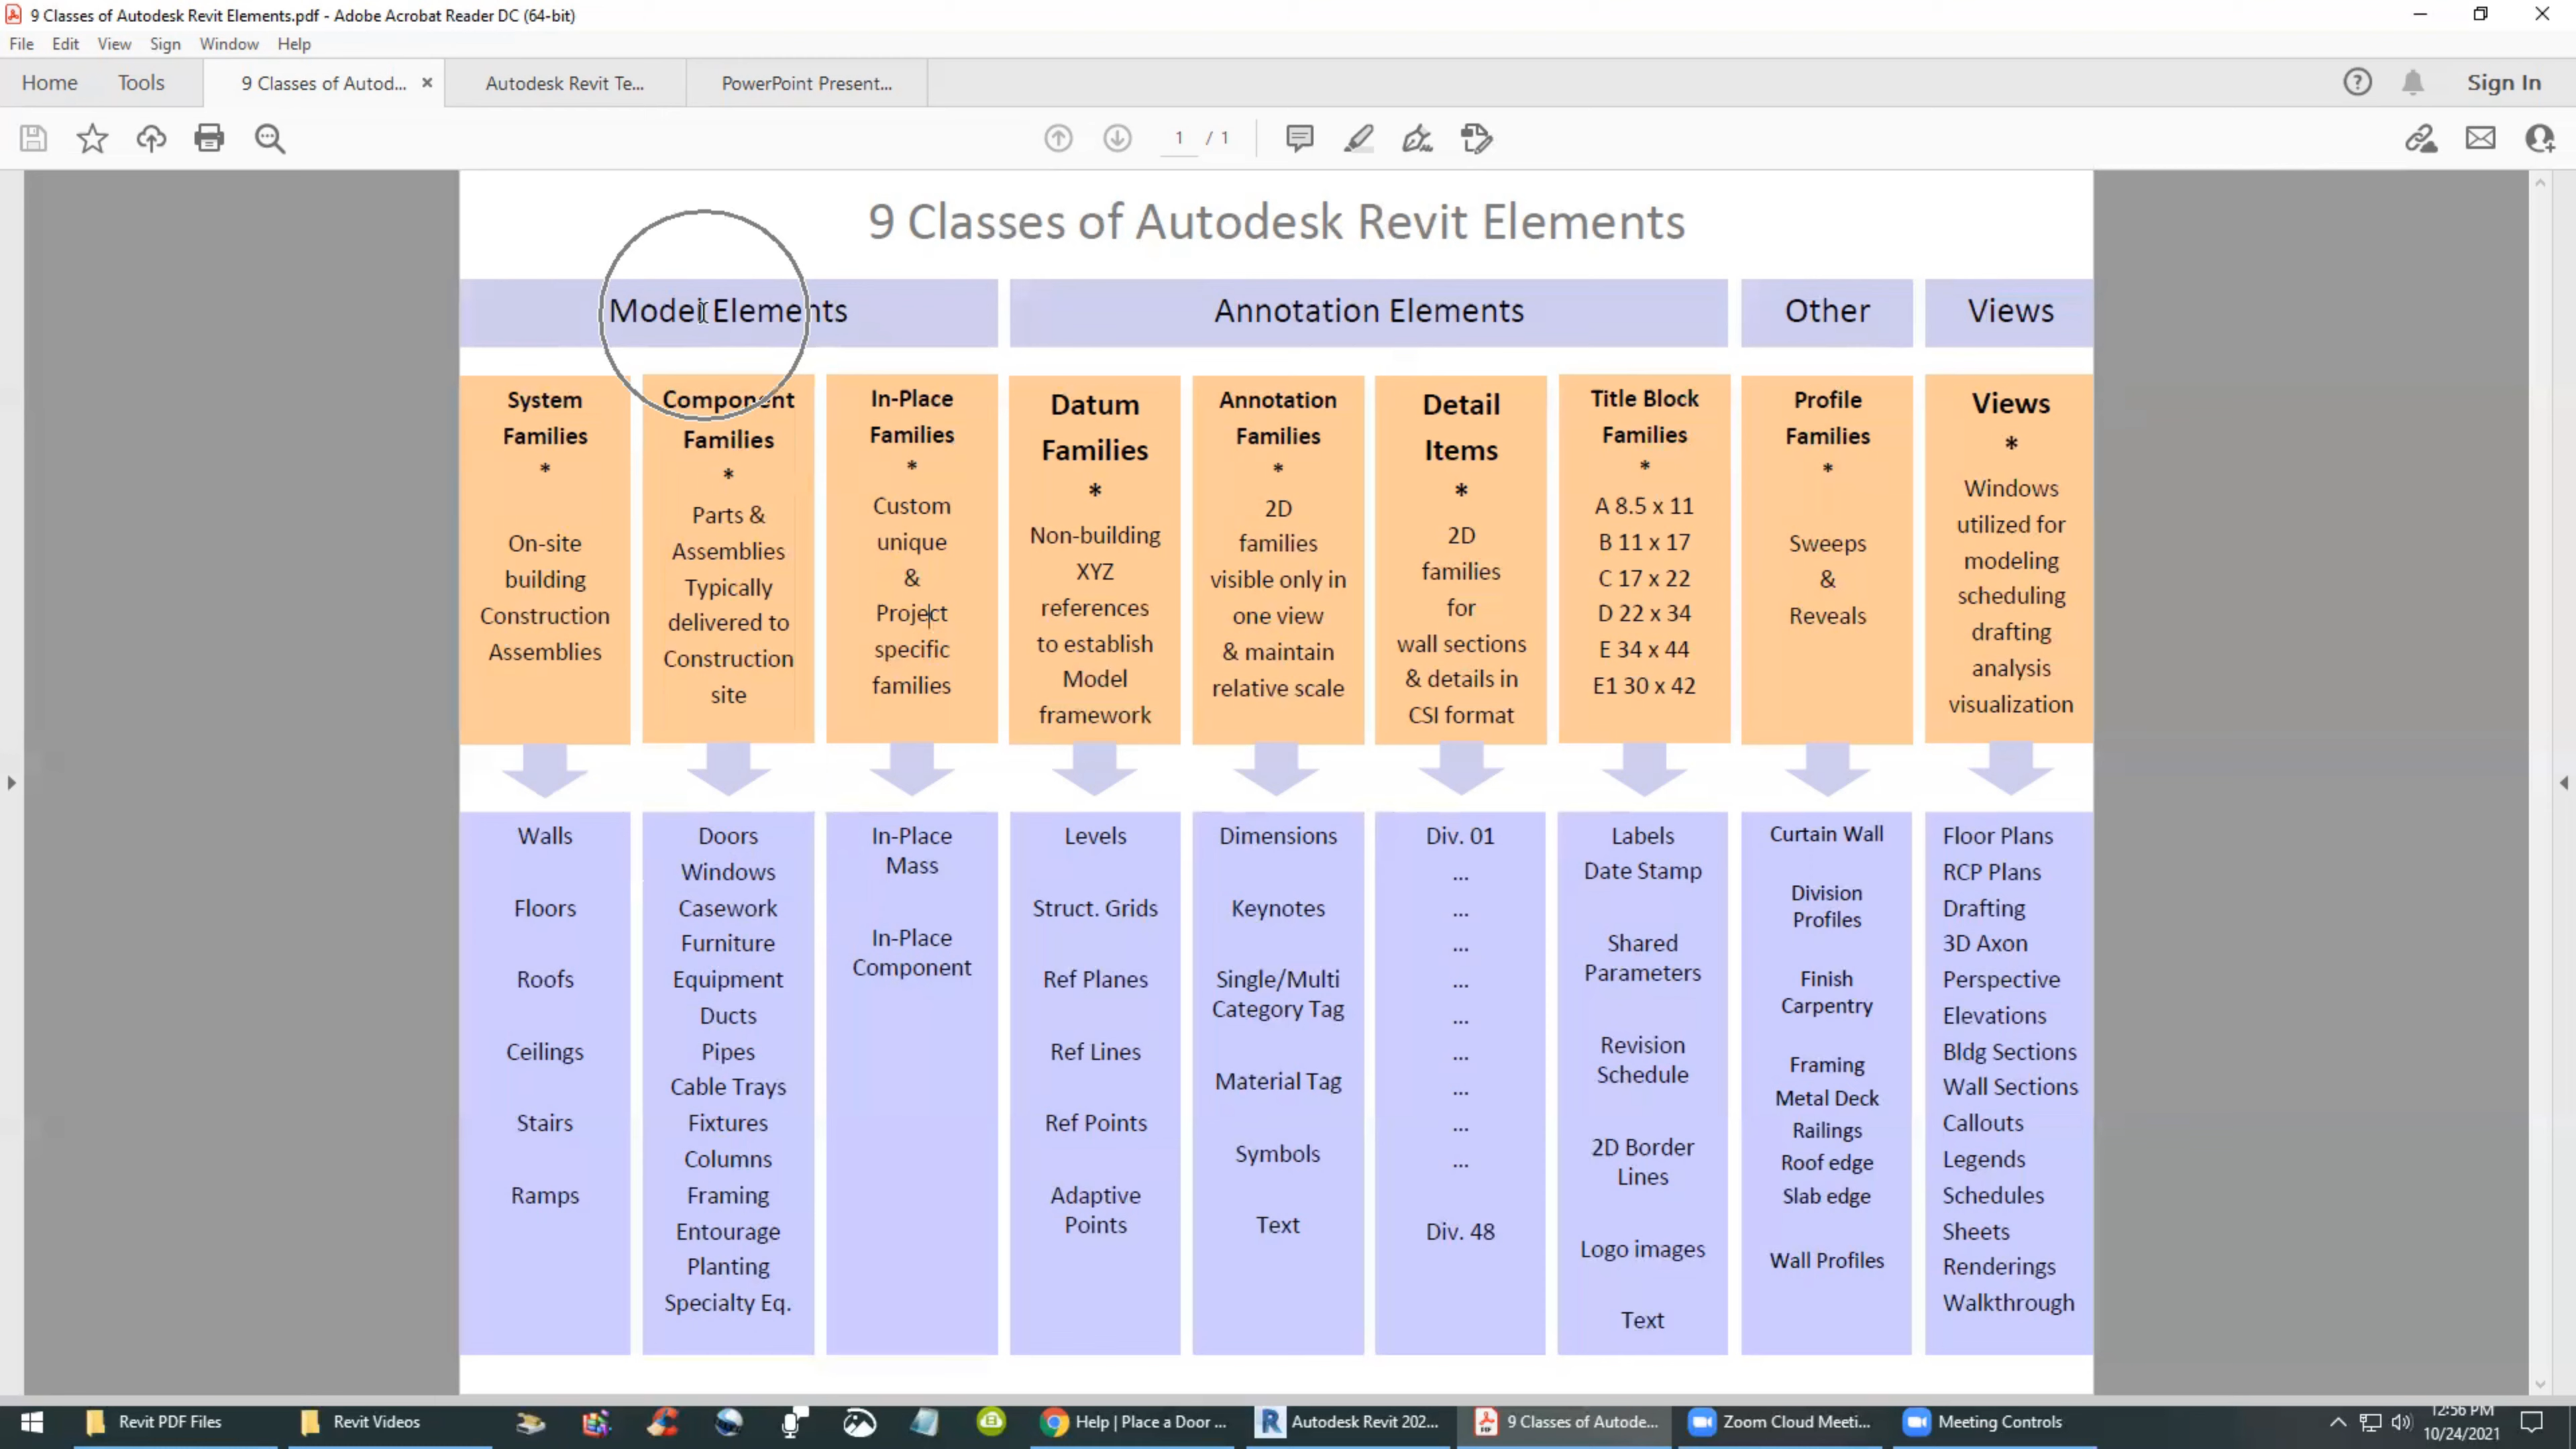 9 Classes of Autodesk Revit Elements.pdf - Adobe Acrobat Reader DC (64-bit)
File Edit View Sign Window Help
Home Tools 9 Classes of Autod... × Autodesk Revit Te... PowerPoint Present... Sign In
1 / 1
9 Classes of Autodesk Revit Elements
Model Elements
Annotation Elements
Other
Views
System
Families
*
On-site
building
Construction
Assemblies
Component
Families
*
Parts &
Assemblies
Typically
delivered to
Construction
site
In-Place
Families
*
Custom
unique
&
Project
specific
families
Datum
Families
*
Non-building
XYZ
references
to establish
Model
framework
Annotation
Families
*
2D
families
visible only in
one view
& maintain
relative scale
Detail
Items
*
2D
families
for
wall sections
& details in
CSI format
Title Block
Families
*
A 8.5 x 11
B 11 x 17
C 17 x 22
D 22 x 34
E 34 x 44
E1 30 x 42
Profile
Families
*
Sweeps
&
Reveals
Views
*
Windows
utilized for
modeling
scheduling
drafting
analysis
visualization
Walls
Floors
Roofs
Ceilings
Stairs
Ramps
Doors
Windows
Casework
Furniture
Equipment
Ducts
Pipes
Cable Trays
Fixtures
Columns
Framing
Entourage
Planting
Specialty Eq.
In-Place
Mass
In-Place
Component
Levels
Struct. Grids
Ref Planes
Ref Lines
Ref Points
Adaptive
Points
Dimensions
Keynotes
Single/Multi
Category Tag
Material Tag
Symbols
Text
Div. 01
...
...
...
...
...
...
...
...
...
Div. 48
Labels
Date Stamp
Shared
Parameters
Revision
Schedule
2D Border
Lines
Logo images
Text
Curtain Wall
Division
Profiles
Finish
Carpentry
Framing
Metal Deck
Railings
Roof edge
Slab edge
Wall Profiles
Floor Plans
RCP Plans
Drafting
3D Axon
Perspective
Elevations
Bldg Sections
Wall Sections
Callouts
Legends
Schedules
Sheets
Renderings
Walkthrough
Revit PDF Files Revit Videos Help | Place a Door ... Autodesk Revit 202... 9 Classes of Autode... Zoom Cloud Meeti... Meeting Controls
12:56 PM
10/24/2021